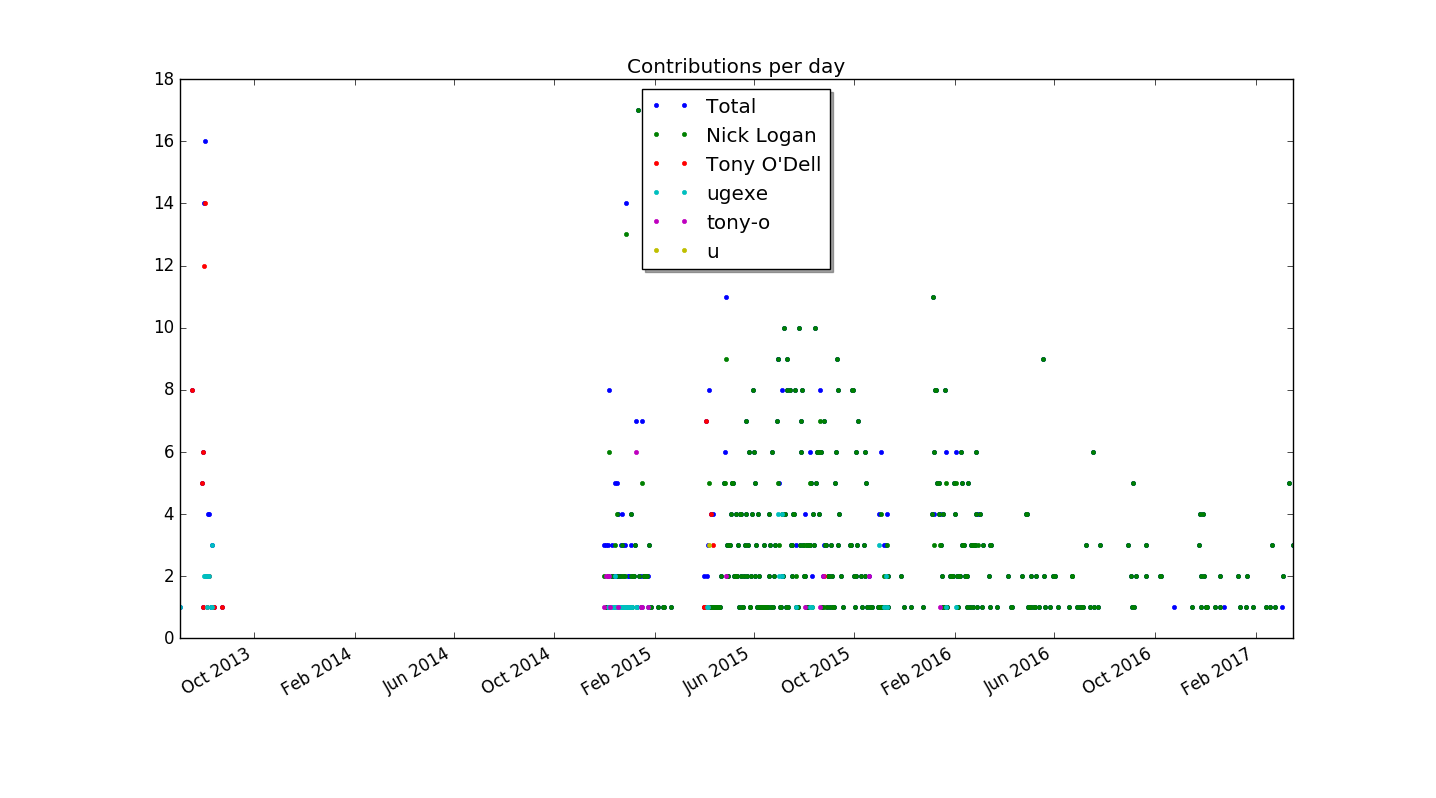 Contributions per day
Total
Nick Logan
Tony O'Dell
ugexe
tony-o
u
18
16
14
12
10
8
6
4
2
0
Oct 2013
Feb 2014
Jun 2014
Oct 2014
Feb 2015
Jun 2015
Oct 2015
Feb 2016
Jun 2016
Oct 2016
Feb 2017